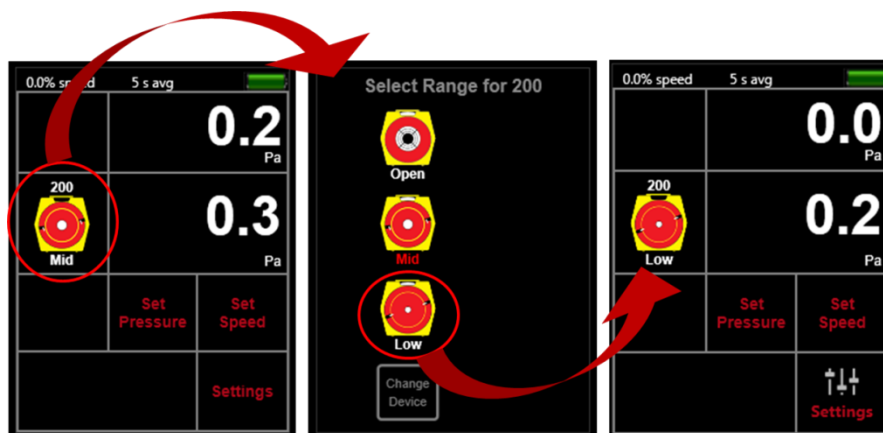 0.0% speed 5 s avg
0.2
Pa
200
0.3
Mid
Pa
Set Pressure
Set Speed
Settings
Select Range for 200
Open
Mid
Low
Change
Device
0.0% speed 5 s avg
0.0
Pa
200
0.2
Low
Pa
Set Pressure
Set Speed
Settings